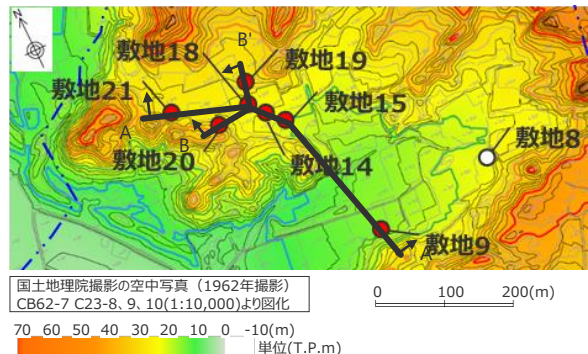 N
B'
敷地18
敷地19
敷地21
敷地15
A
B
敷地8
敷地20
敷地14
敷地9
A'
国土地理院撮影の空中写真（1962年撮影）
CB62-7 C23-8、9、10(1:10,000)より図化
0 100 200(m)
70 60 50 40 30 20 10 0 -10(m)
単位(T.P.m)